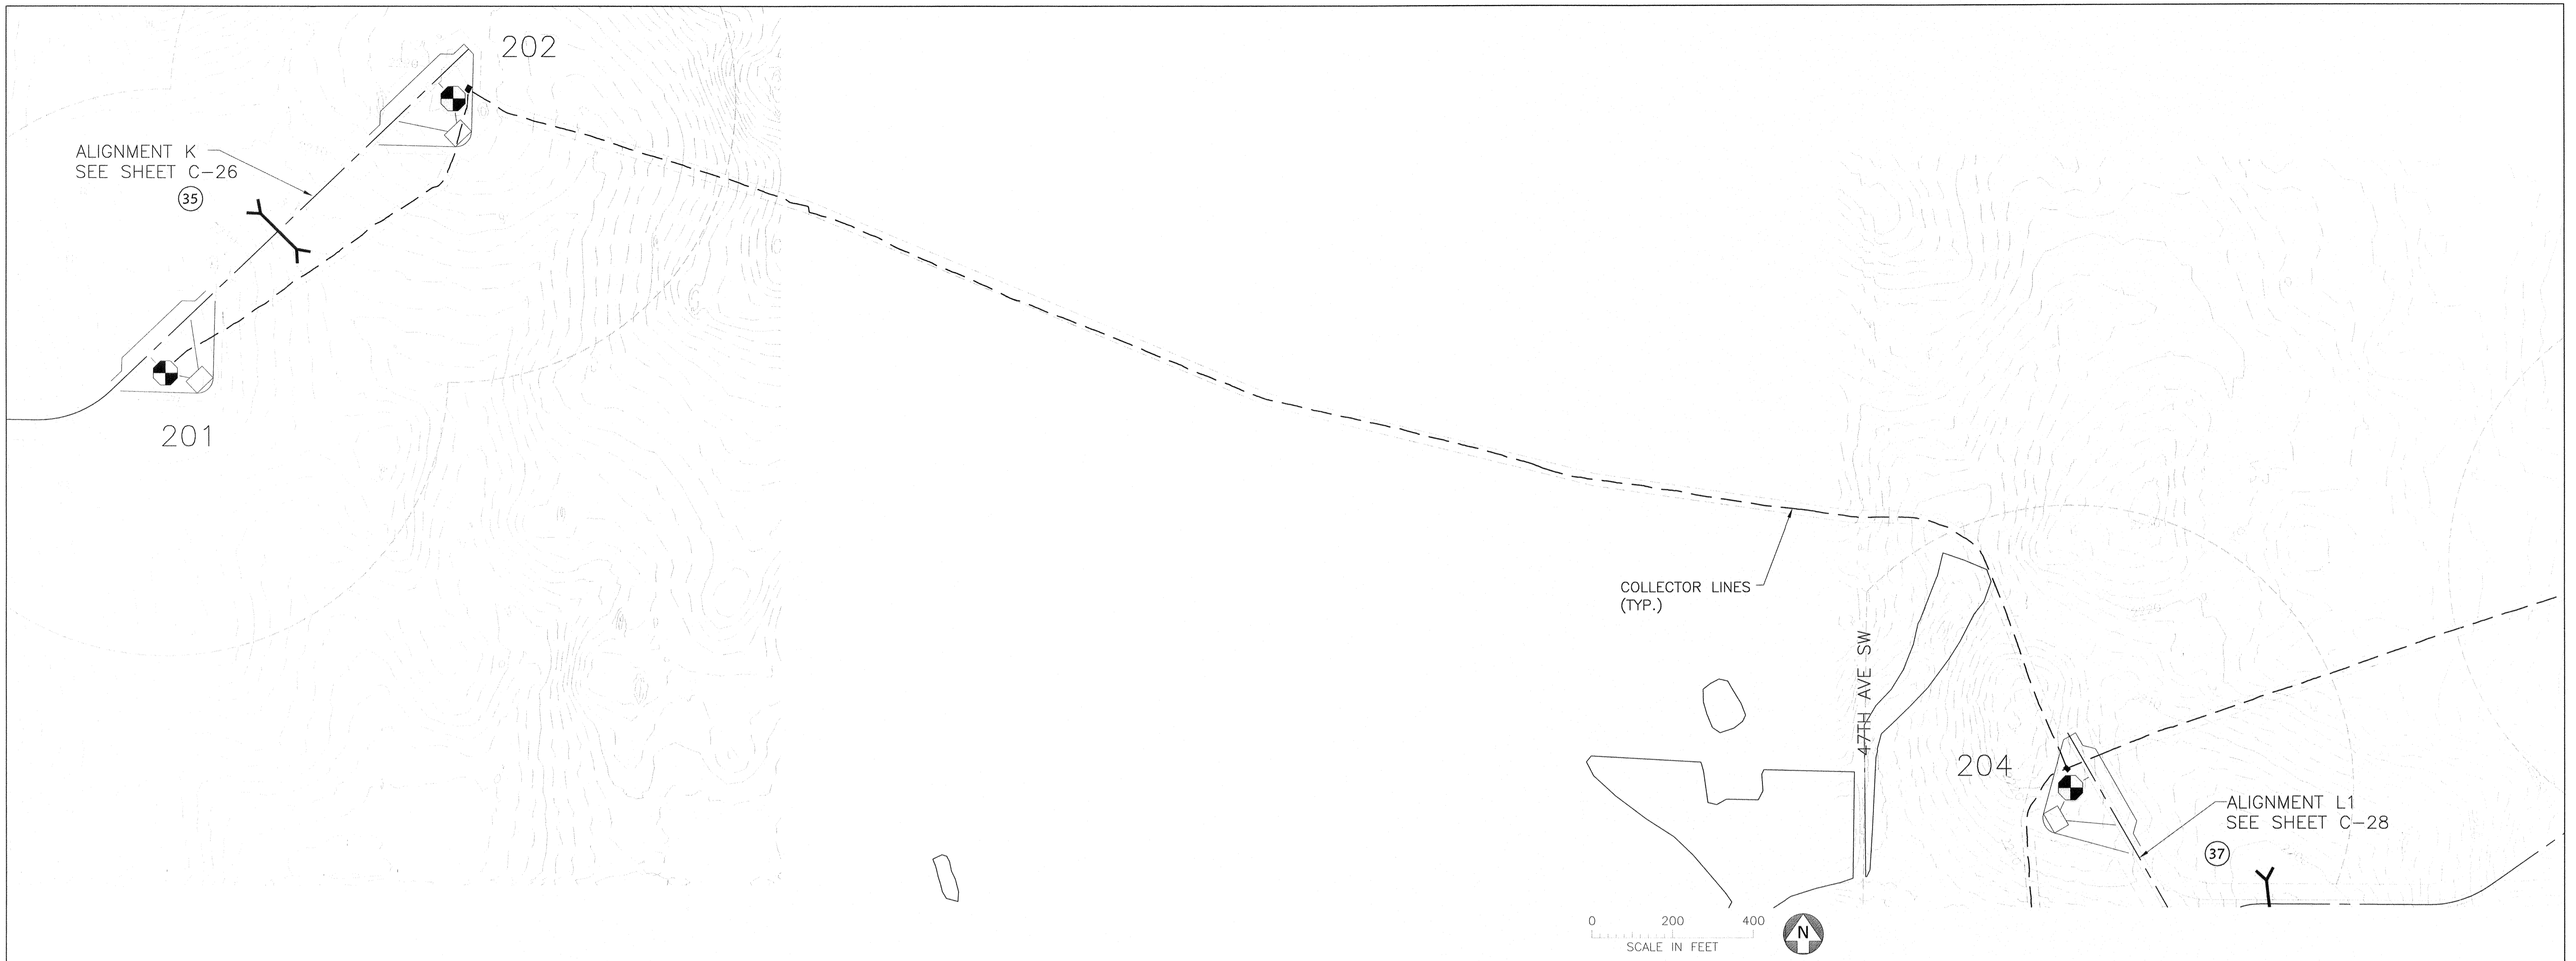 202
ALIGNMENT K
SEE SHEET C-26
35
201
COLLECTOR LINES
(TYP.)
47TH AVE SW
204
ALIGNMENT L1
SEE SHEET C-28
37
0 200 400
SCALE IN FEET
N